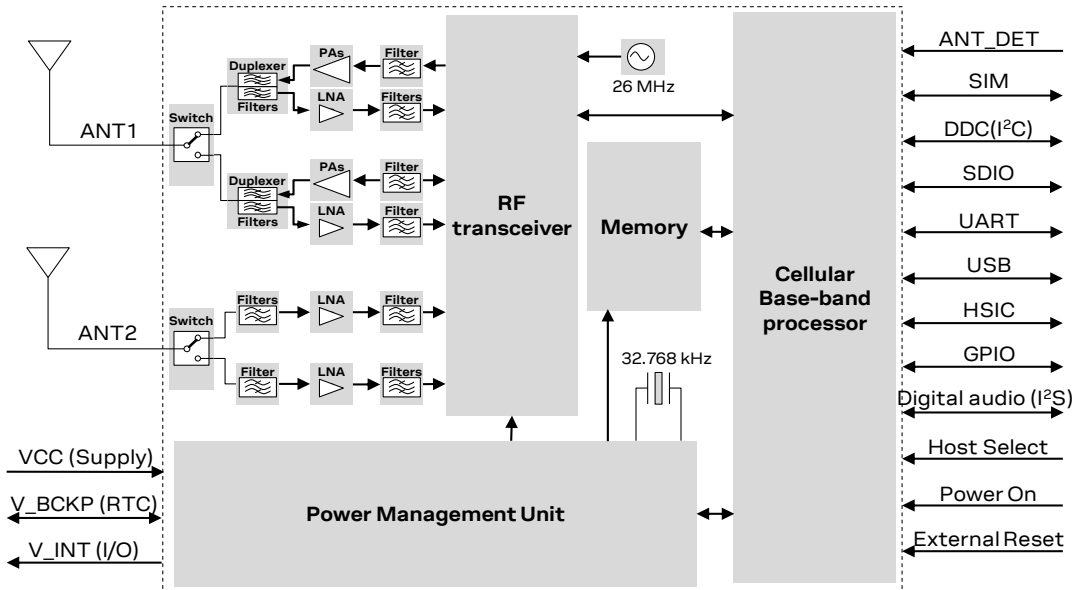 PAs
Filter
Duplexer
Filters
LNA
Filters
26 MHz
ANT_DET
SIM
Switch
ANT1
DDC(I²C)
PAs
Filter
Duplexer
Filters
LNA
Filter
SDIO
RF
transceiver
Memory
UART
USB
Cellular
Base-band
processor
Filters
LNA
Filter
HSIC
Switch
ANT2
GPIO
Filter
LNA
Filters
32.768 kHz
Digital audio (I²S)
Host Select
VCC (Supply)
Power On
V_BCKP (RTC)
Power Management Unit
External Reset
V_INT (I/O)